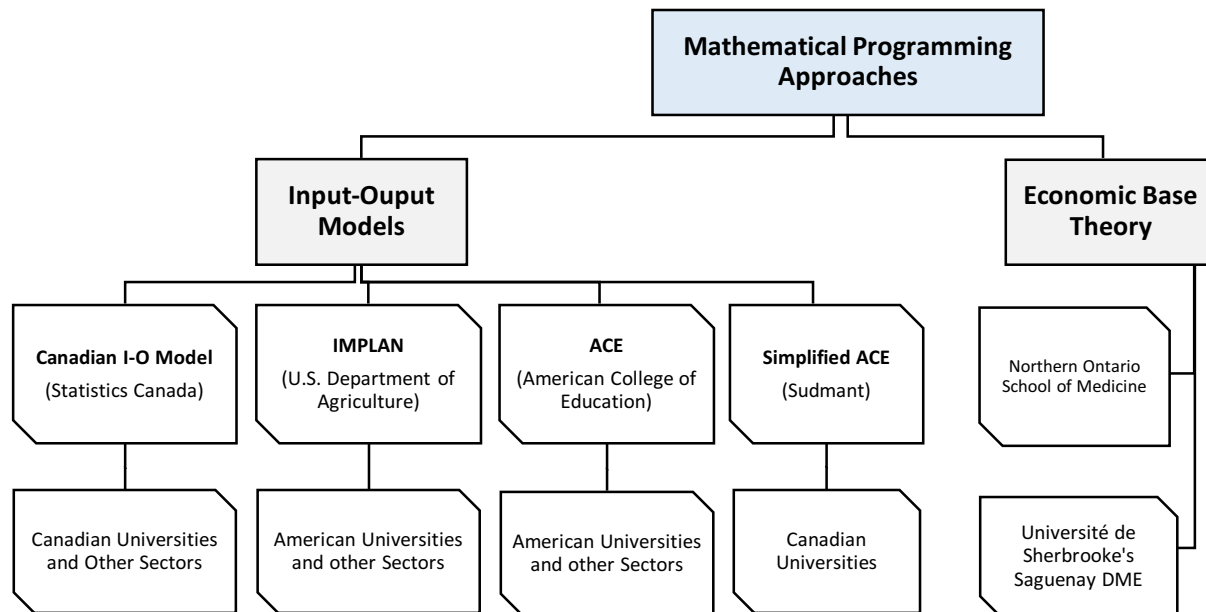 Mathematical Programming
Approaches
Input-Ouput
Models
Economic Base
Theory
Canadian I-O Model
(Statistics Canada)
IMPLAN
(U.S. Department of
Agriculture)
ACE
(American College of
Education)
Simplified ACE
(Sudmant)
Northern Ontario
School of Medicine
Canadian Universities
and Other Sectors
American Universities
and other Sectors
American Universities
and other Sectors
Canadian
Universities
Université de
Sherbrooke's
Saguenay DME